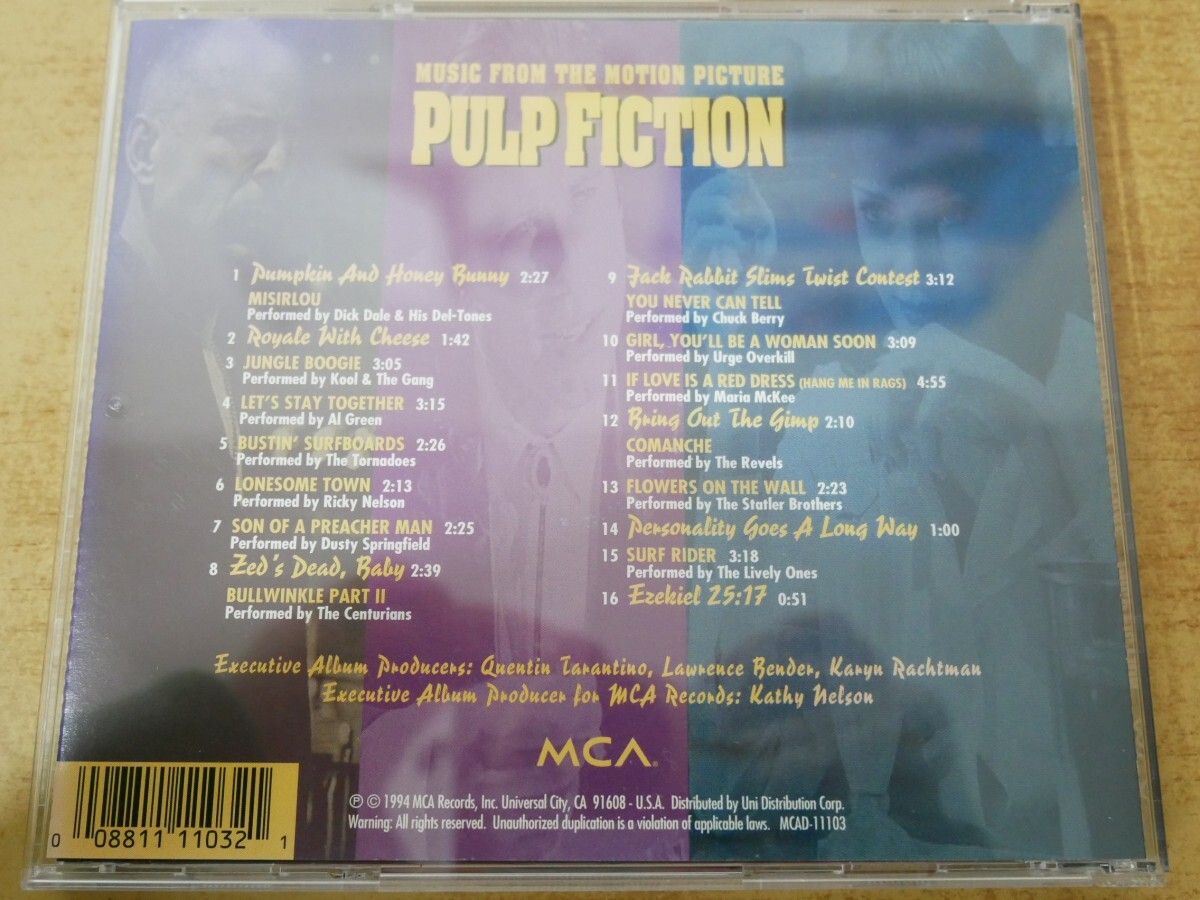 MUSIC FROM THE MOTION PICTURE
PULP FICTION
1 Pumpkin And Honey Bunny 2:27
MISIRLOU
Performed by Dick Dale & His Del-Tones
2 Royale With Cheese 1:42
3 JUNGLE BOOGIE 3:05
Performed by Kool & The Gang
4 LET'S STAY TOGETHER 3:15
Performed by Al Green
5 BUSTIN' SURFBOARDS 2:26
Performed by The Tornadoes
6 LONESOME TOWN 2:13
Performed by Ricky Nelson
7 SON OF A PREACHER MAN 2:25
Performed by Dusty Springfield
8 Zed's Dead, Baby 2:39
BULLWINKLE PART II
Performed by The Centurians
9 Jack Rabbit Slims Twist Contest 3:12
YOU NEVER CAN TELL
Performed by Chuck Berry
10 GIRL, YOU'LL BE A WOMAN SOON 3:09
Performed by Urge Overkill
11 IF LOVE IS A RED DRESS (HANG ME IN RAGS) 4:55
Performed by Maria McKee
12 Bring Out The Gimp 2:10
COMANCHE
Performed by The Revels
13 FLOWERS ON THE WALL 2:23
Performed by The Statler Brothers
14 Personality Goes A Long Way 1:00
15 SURF RIDER 3:18
Performed by The Lively Ones
16 Ezekiel 25:17 0:51
Executive Album Producers: Quentin Tarantino, Lawrence Bender, Karyn Rachtman
Executive Album Producer for MCA Records: Kathy Nelson
MCA®
℗ © 1994 MCA Records, Inc. Universal City, CA 91608 - U.S.A. Distributed by Uni Distribution Corp.
Warning: All rights reserved. Unauthorized duplication is a violation of applicable laws. MCAD-11103
0 08811 11032 1